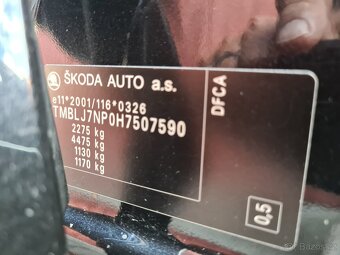 ŠKODA AUTO a.s.
e11*2001/116*0326
TMBLJ7NP0H7507590
2275 kg
4475 kg
1130 kg
1170 kg
DFCA
0,5